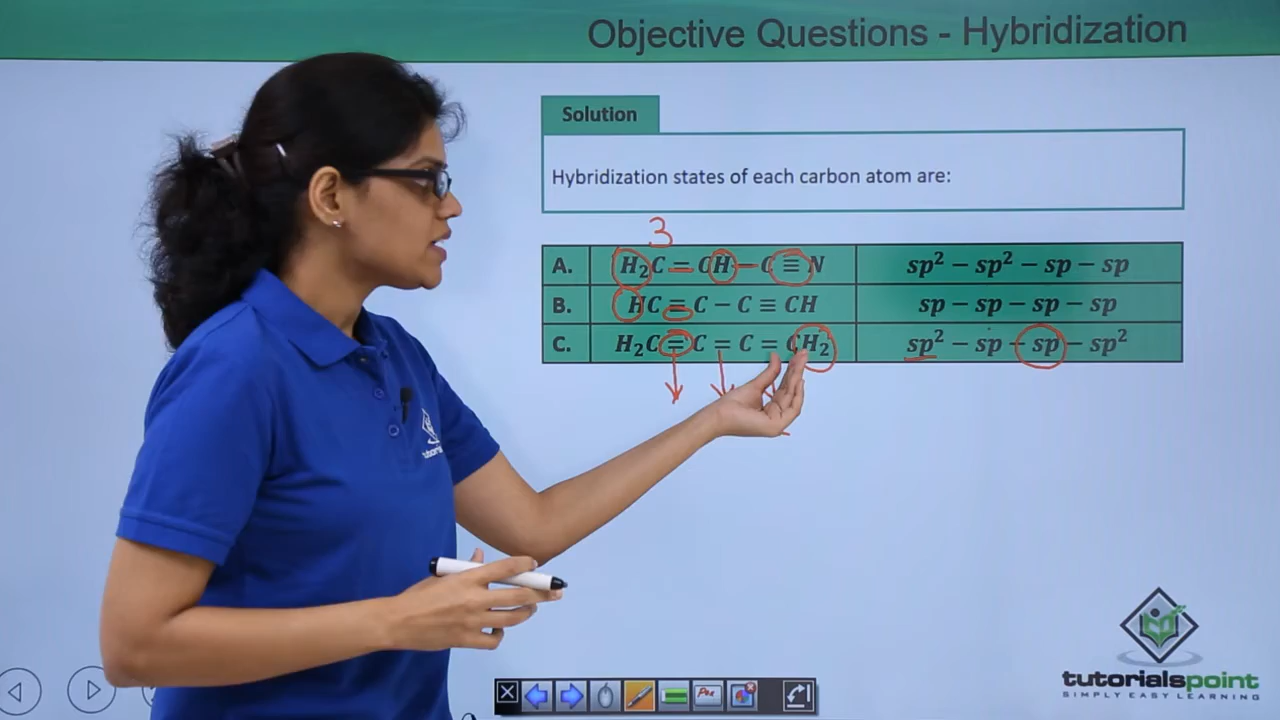 Objective Questions - Hybridization
Solution
Hybridization states of each carbon atom are:
3
A. H₂C = CH − C ≡ N sp² − sp² − sp − sp
B. HC ≡ C − C ≡ CH sp − sp − sp − sp
C. H₂C = C = C = CH₂ sp² − sp − sp − sp²
Pen
tutorialspoint
SIMPLY EASY LEARNING